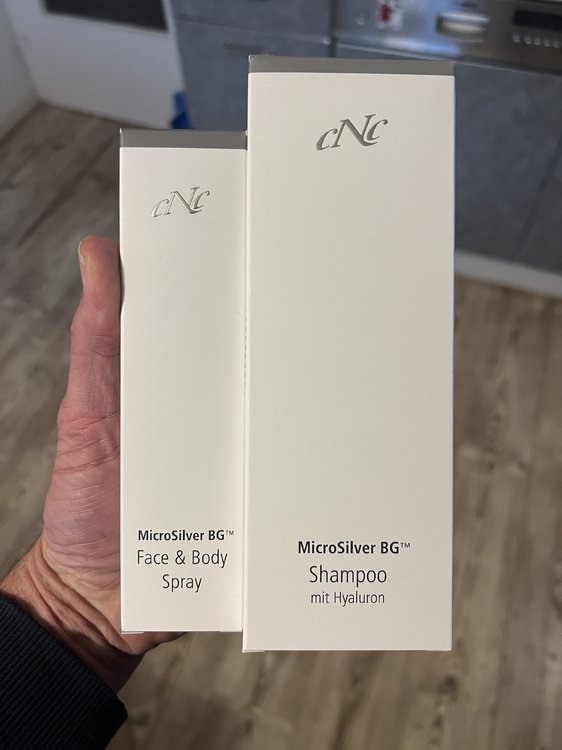 cNc
MicroSilver BG™
Face & Body
Spray
cNc
MicroSilver BG™
Shampoo
mit Hyaluron